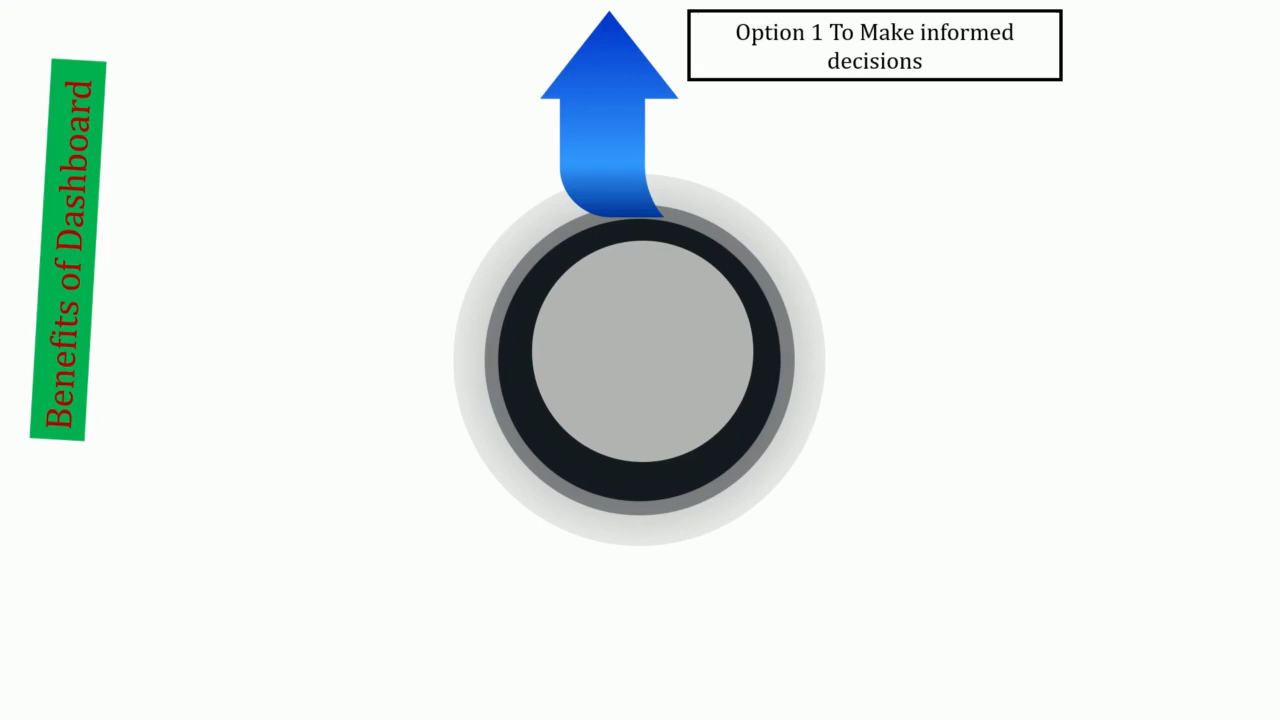 Benefits of Dashboard
Option 1 To Make informed
decisions